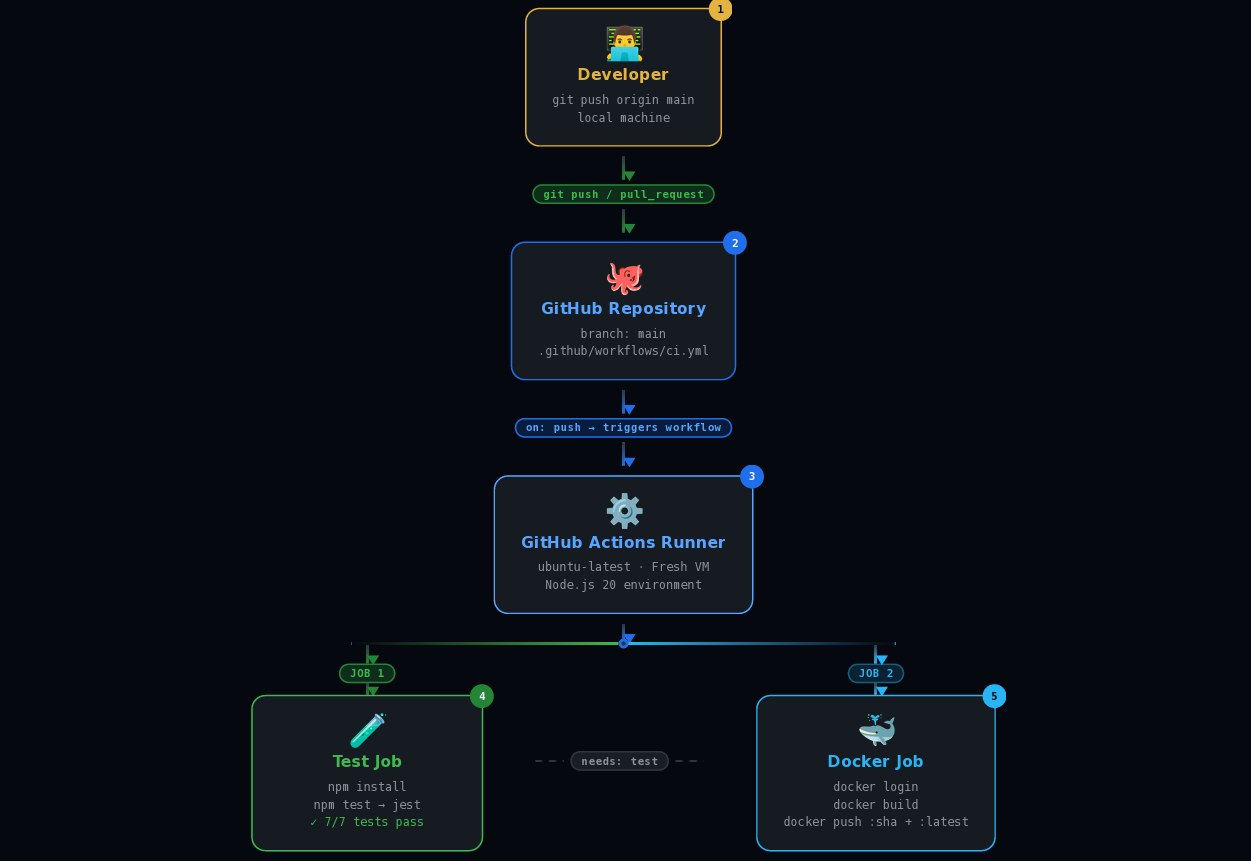 1
Developer
git push origin main
local machine
git push / pull_request
2
GitHub Repository
branch: main
.github/workflows/ci.yml
on: push → triggers workflow
3
GitHub Actions Runner
ubuntu-latest · Fresh VM
Node.js 20 environment
JOB 1
JOB 2
4
Test Job
npm install
npm test → jest
✓ 7/7 tests pass
needs: test
5
Docker Job
docker login
docker build
docker push :sha + :latest